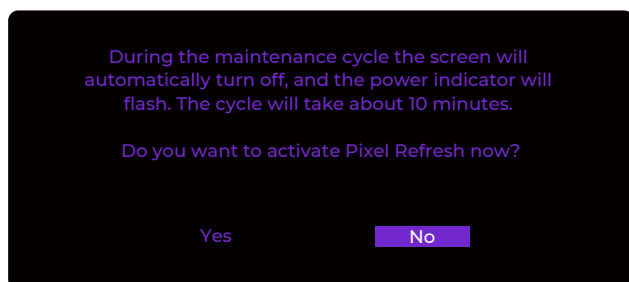 During the maintenance cycle the screen will
automatically turn off, and the power indicator will
flash. The cycle will take about 10 minutes.
Do you want to activate Pixel Refresh now?
Yes No